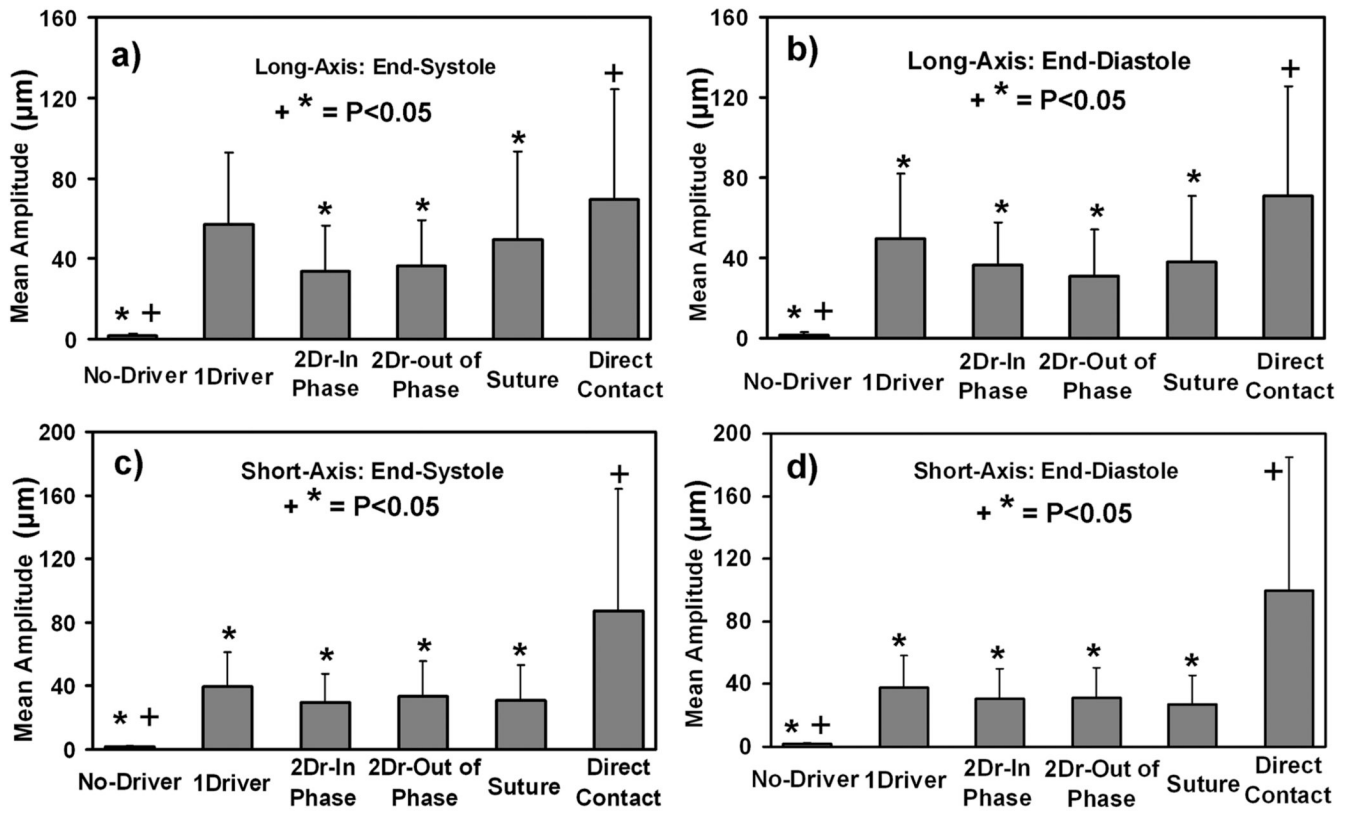 a)
Long-Axis: End-Systole
+ * = P<0.05
Mean Amplitude (µm)
160
120
80
40
0
* +
*
*
*
+
No-Driver
1Driver
2Dr-In
Phase
2Dr-out of
Phase
Suture
Direct
Contact
b)
Long-Axis: End-Diastole
+ * = P<0.05
Mean Amplitude (µm)
160
120
80
40
0
* +
*
*
*
*
+
No-Driver
1Driver
2Dr-In
Phase
2Dr-Out of
Phase
Suture
Direct
Contact
c)
Short-Axis: End-Systole
+ * = P<0.05
Mean Amplitude (µm)
200
160
120
80
40
0
* +
*
*
*
*
+
No-Driver
1Driver
2Dr-In
Phase
2Dr-Out of
Phase
Suture
Direct
Contact
d)
Short-Axis: End-Diastole
+ * = P<0.05
Mean Amplitude (µm)
200
160
120
80
40
0
* +
*
*
*
*
+
No-Driver
1Driver
2Dr-In
Phase
2Dr-Out of
Phase
Suture
Direct
Contact